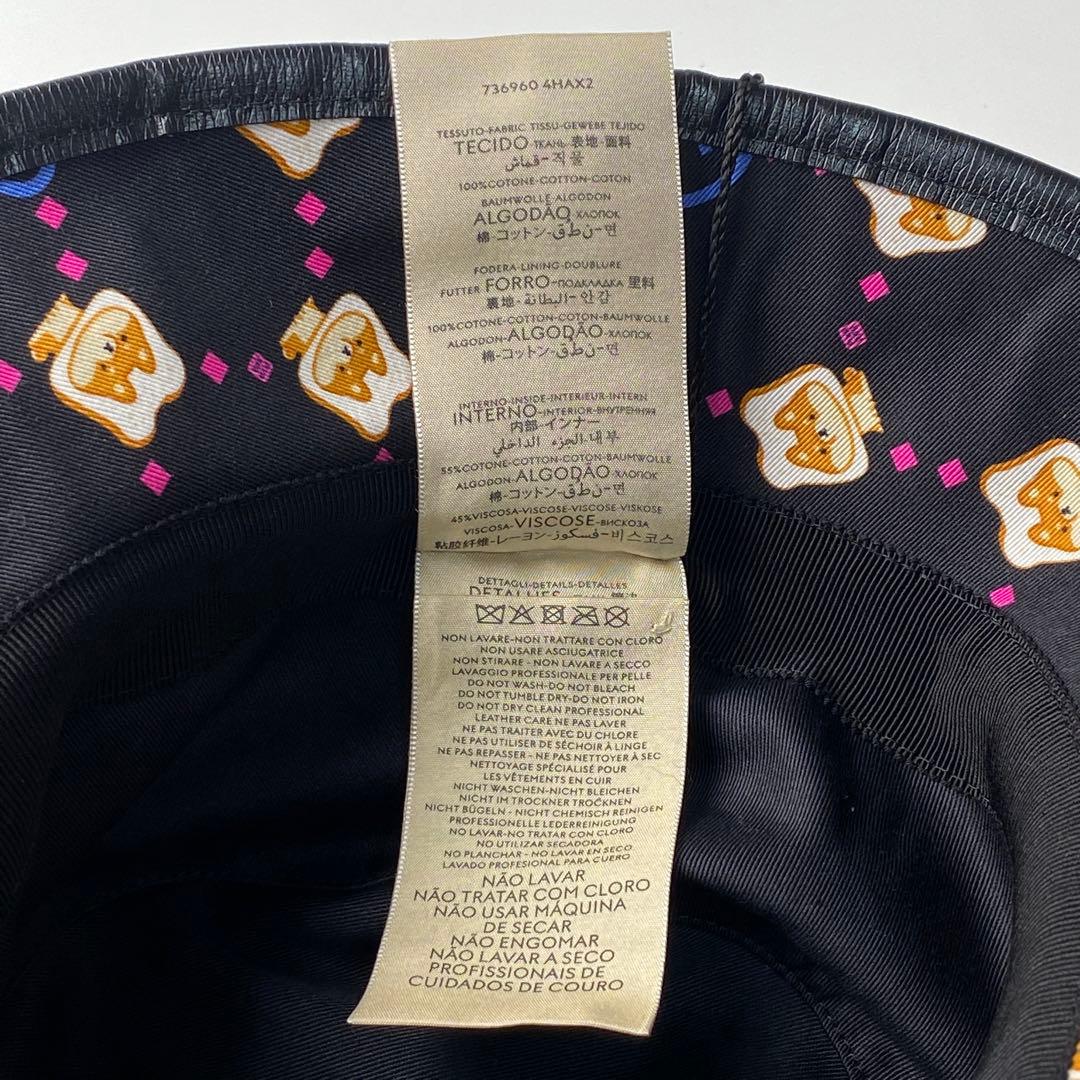 736960 4HAX2
TESSUTO-FABRIC TISSU-GEWEBE TEJIDO
TECIDO ТКАНЬ 表地・面料
قماش-직물
100%COTONE-COTTON-COTON
BAUMWOLLE ALGODON
ALGODÃO ХЛОПОК
棉-コットン-قطن-면
FODERA-LINING-DOUBLURE
FUTTER FORRO-ПОДКЛАДКА 里料
裏地-البطانة-안감
100%COTONE-COTTON-COTON-BAUMWOLLE
ALGODON-ALGODÃO-ХЛОПОК
棉-コットン-قطن-면
INTERNO-INSIDE-INTERIEUR-INTERN
INTERNO-INTERIOR-ВНУТРЕННЯЯ
内部-インナー
내부-الجزء الداخلي
55%COTONE-COTTON-COTON-BAUMWOLLE
ALGODON-ALGODÃO-ХЛОПОК
棉-コットン-قطن-면
45%VISCOSA-VISCOSE-VISCOSE-VISKOSE
VISCOSA-VISCOSE-ВИСКОЗА
粘胶纤维-レーヨン-فسكوز-비스코스
DETTAGLI-DETAILS-DETALLES
DETALHES
NON LAVARE-NON TRATTARE CON CLORO
NON USARE ASCIUGATRICE
NON STIRARE - NON LAVARE A SECCO
LAVAGGIO PROFESSIONALE PER PELLE
DO NOT WASH-DO NOT BLEACH
DO NOT TUMBLE DRY-DO NOT IRON
DO NOT DRY CLEAN PROFESSIONAL
LEATHER CARE NE PAS LAVER
NE PAS TRAITER AVEC DU CHLORE
NE PAS UTILISER DE SÉCHOIR À LINGE
NE PAS REPASSER - NE PAS NETTOYER À SEC
NETTOYAGE SPÉCIALISÉ POUR
LES VÊTEMENTS EN CUIR
NICHT WASCHEN-NICHT BLEICHEN
NICHT IM TROCKNER TROCKNEN
NICHT BÜGELN - NICHT CHEMISCH REINIGEN
PROFESSIONELLE LEDERREINIGUNG
NO LAVAR-NO TRATAR CON CLORO
NO UTILIZAR SECADORA
NO PLANCHAR - NO LAVAR EN SECO
LAVADO PROFESIONAL PARA CUERO
NÃO LAVAR
NÃO TRATAR COM CLORO
NÃO USAR MÁQUINA
DE SECAR
NÃO ENGOMAR
NÃO LAVAR A SECO
PROFISSIONAIS DE
CUIDADOS DE COURO